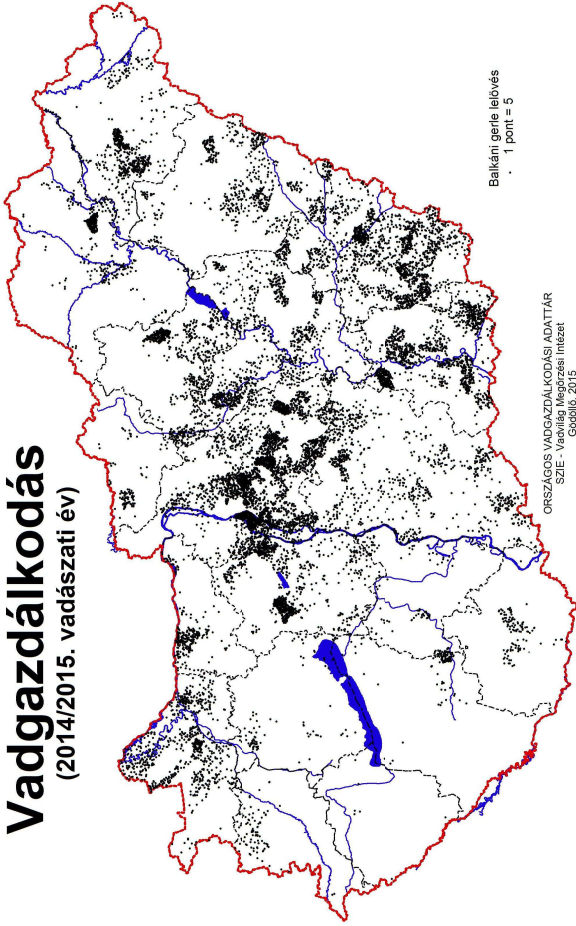 Vadgazdálkodás
(2014/2015. vadászati év)
Balkáni gerle lelövés
· 1 pont = 5
ORSZÁGOS VADGAZDÁLKODÁSI ADATTÁR
SZIE - Vadvilág Megőrzési Intézet
Gödöllő, 2015